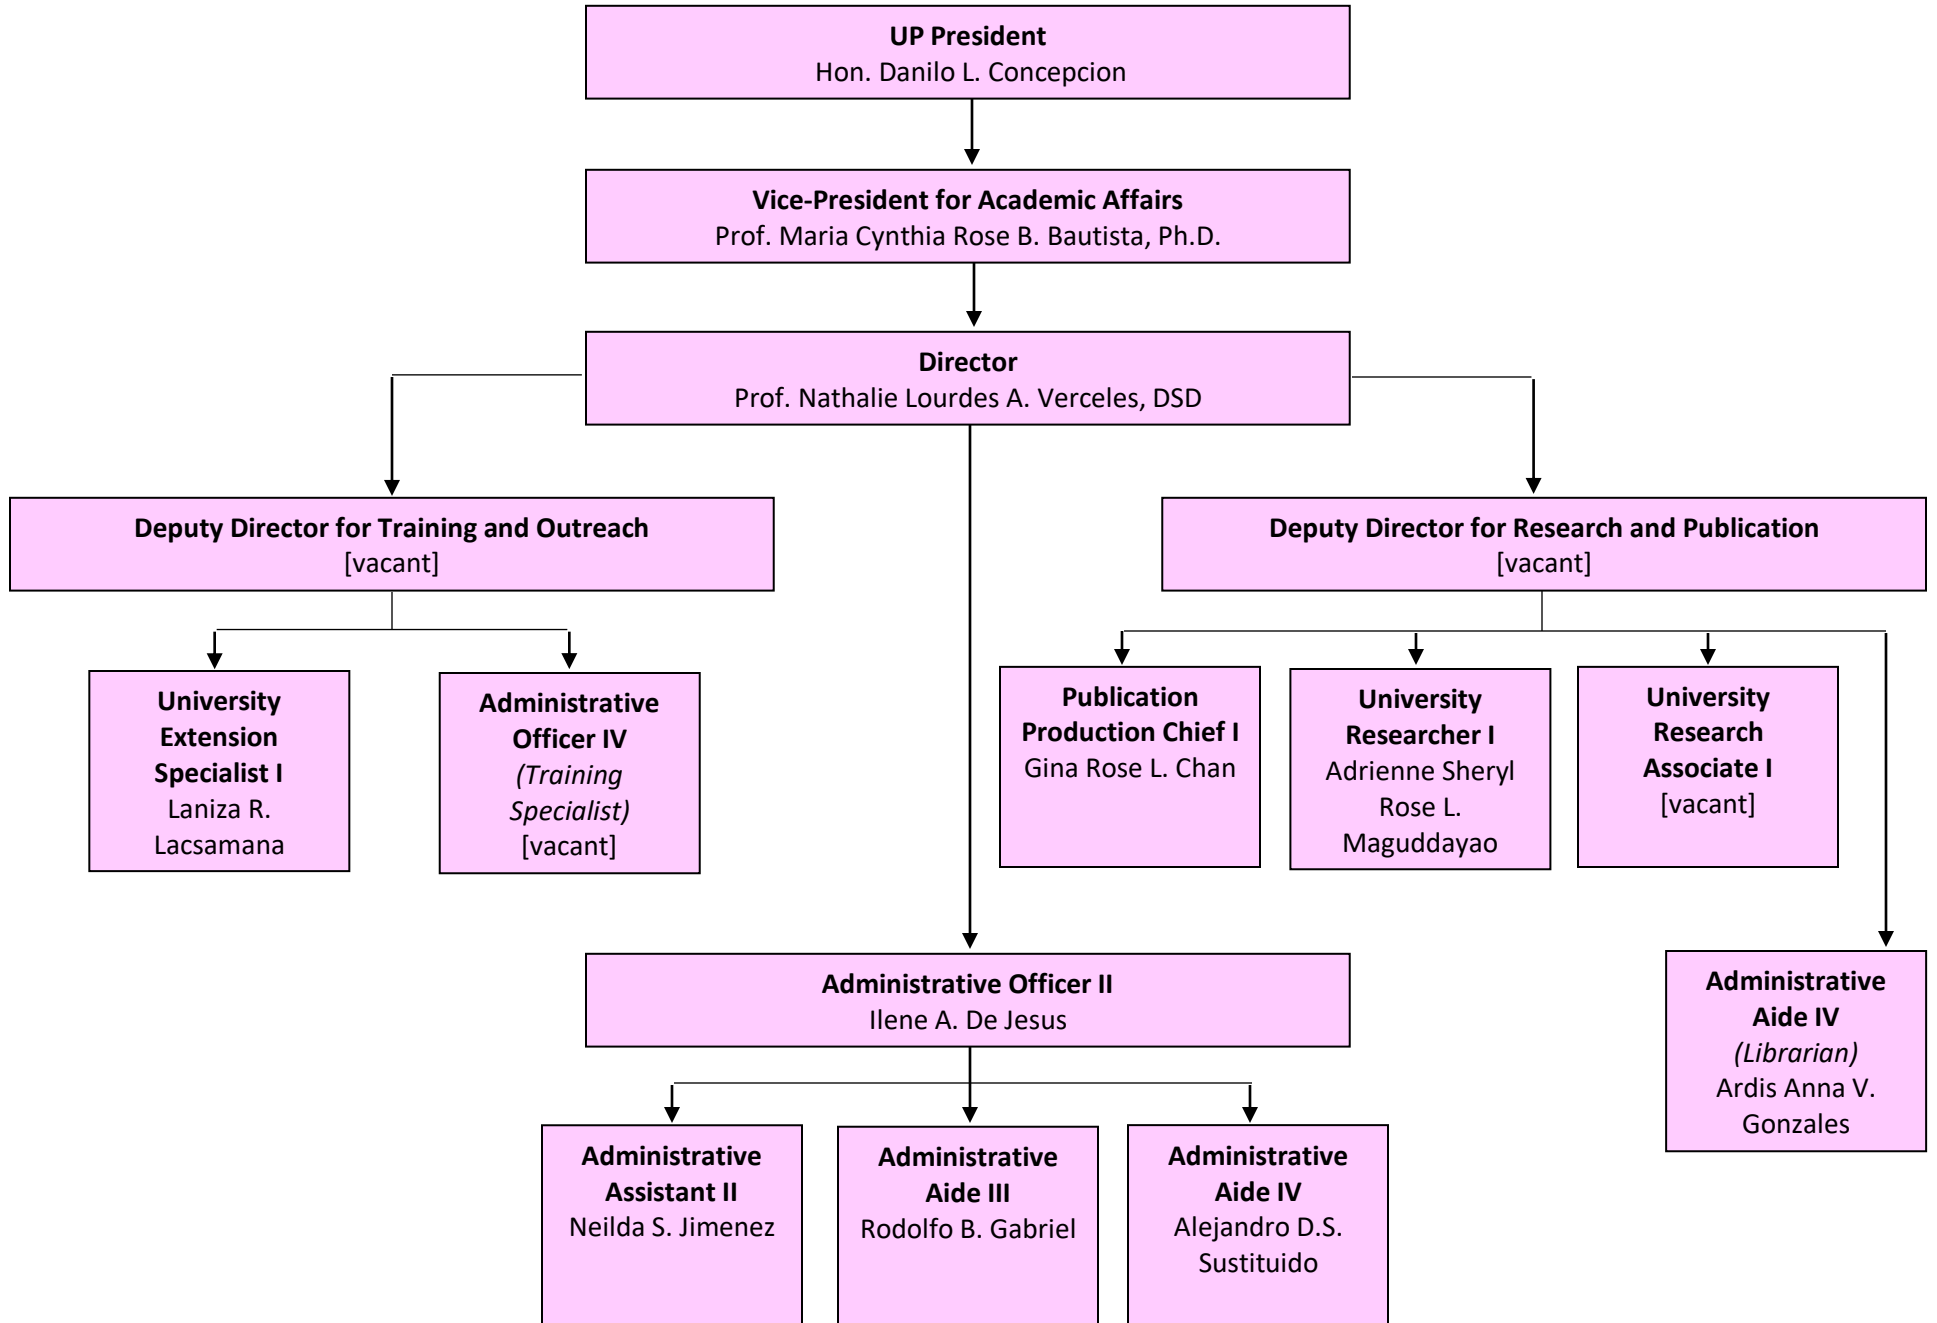 UP President
Hon. Danilo L. Concepcion
Vice-President for Academic Affairs
Prof. Maria Cynthia Rose B. Bautista, Ph.D.
Director
Prof. Nathalie Lourdes A. Verceles, DSD
Deputy Director for Training and Outreach
[vacant]
Deputy Director for Research and Publication
[vacant]
University
Extension
Specialist I
Laniza R.
Lacsamana
Administrative
Officer IV
(Training
Specialist)
[vacant]
Publication
Production Chief I
Gina Rose L. Chan
University
Researcher I
Adrienne Sheryl
Rose L.
Maguddayao
University
Research
Associate I
[vacant]
Administrative
Aide IV
(Librarian)
Ardis Anna V.
Gonzales
Administrative Officer II
Ilene A. De Jesus
Administrative
Assistant II
Neilda S. Jimenez
Administrative
Aide III
Rodolfo B. Gabriel
Administrative
Aide IV
Alejandro D.S.
Sustituido